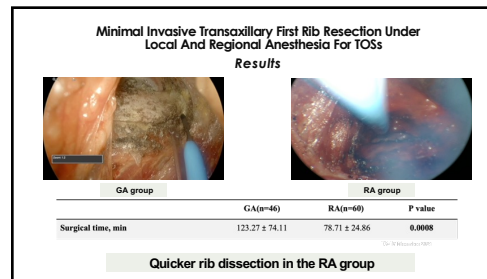 Minimal Invasive Transaxillary First Rib Resection Under
Local And Regional Anesthesia For TOSs
Results
GA group
RA group
GA(n=46) RA(n=60) P value
Surgical time, min 123.27 ± 74.11 78.71 ± 24.86 0.0008
Quicker rib dissection in the RA group